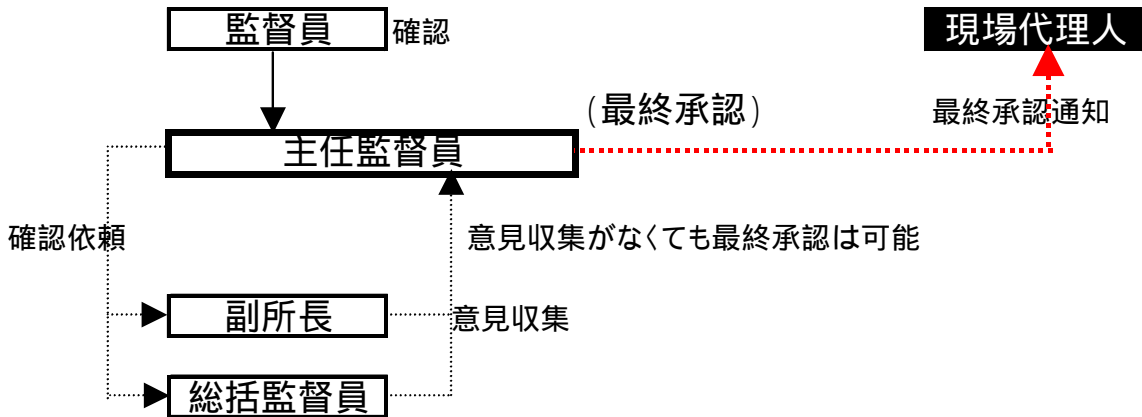 監督員 確認
現場代理人
(最終承認)
最終承認通知
主任監督員
確認依頼
意見収集がなくても最終承認は可能
副所長
意見収集
総括監督員